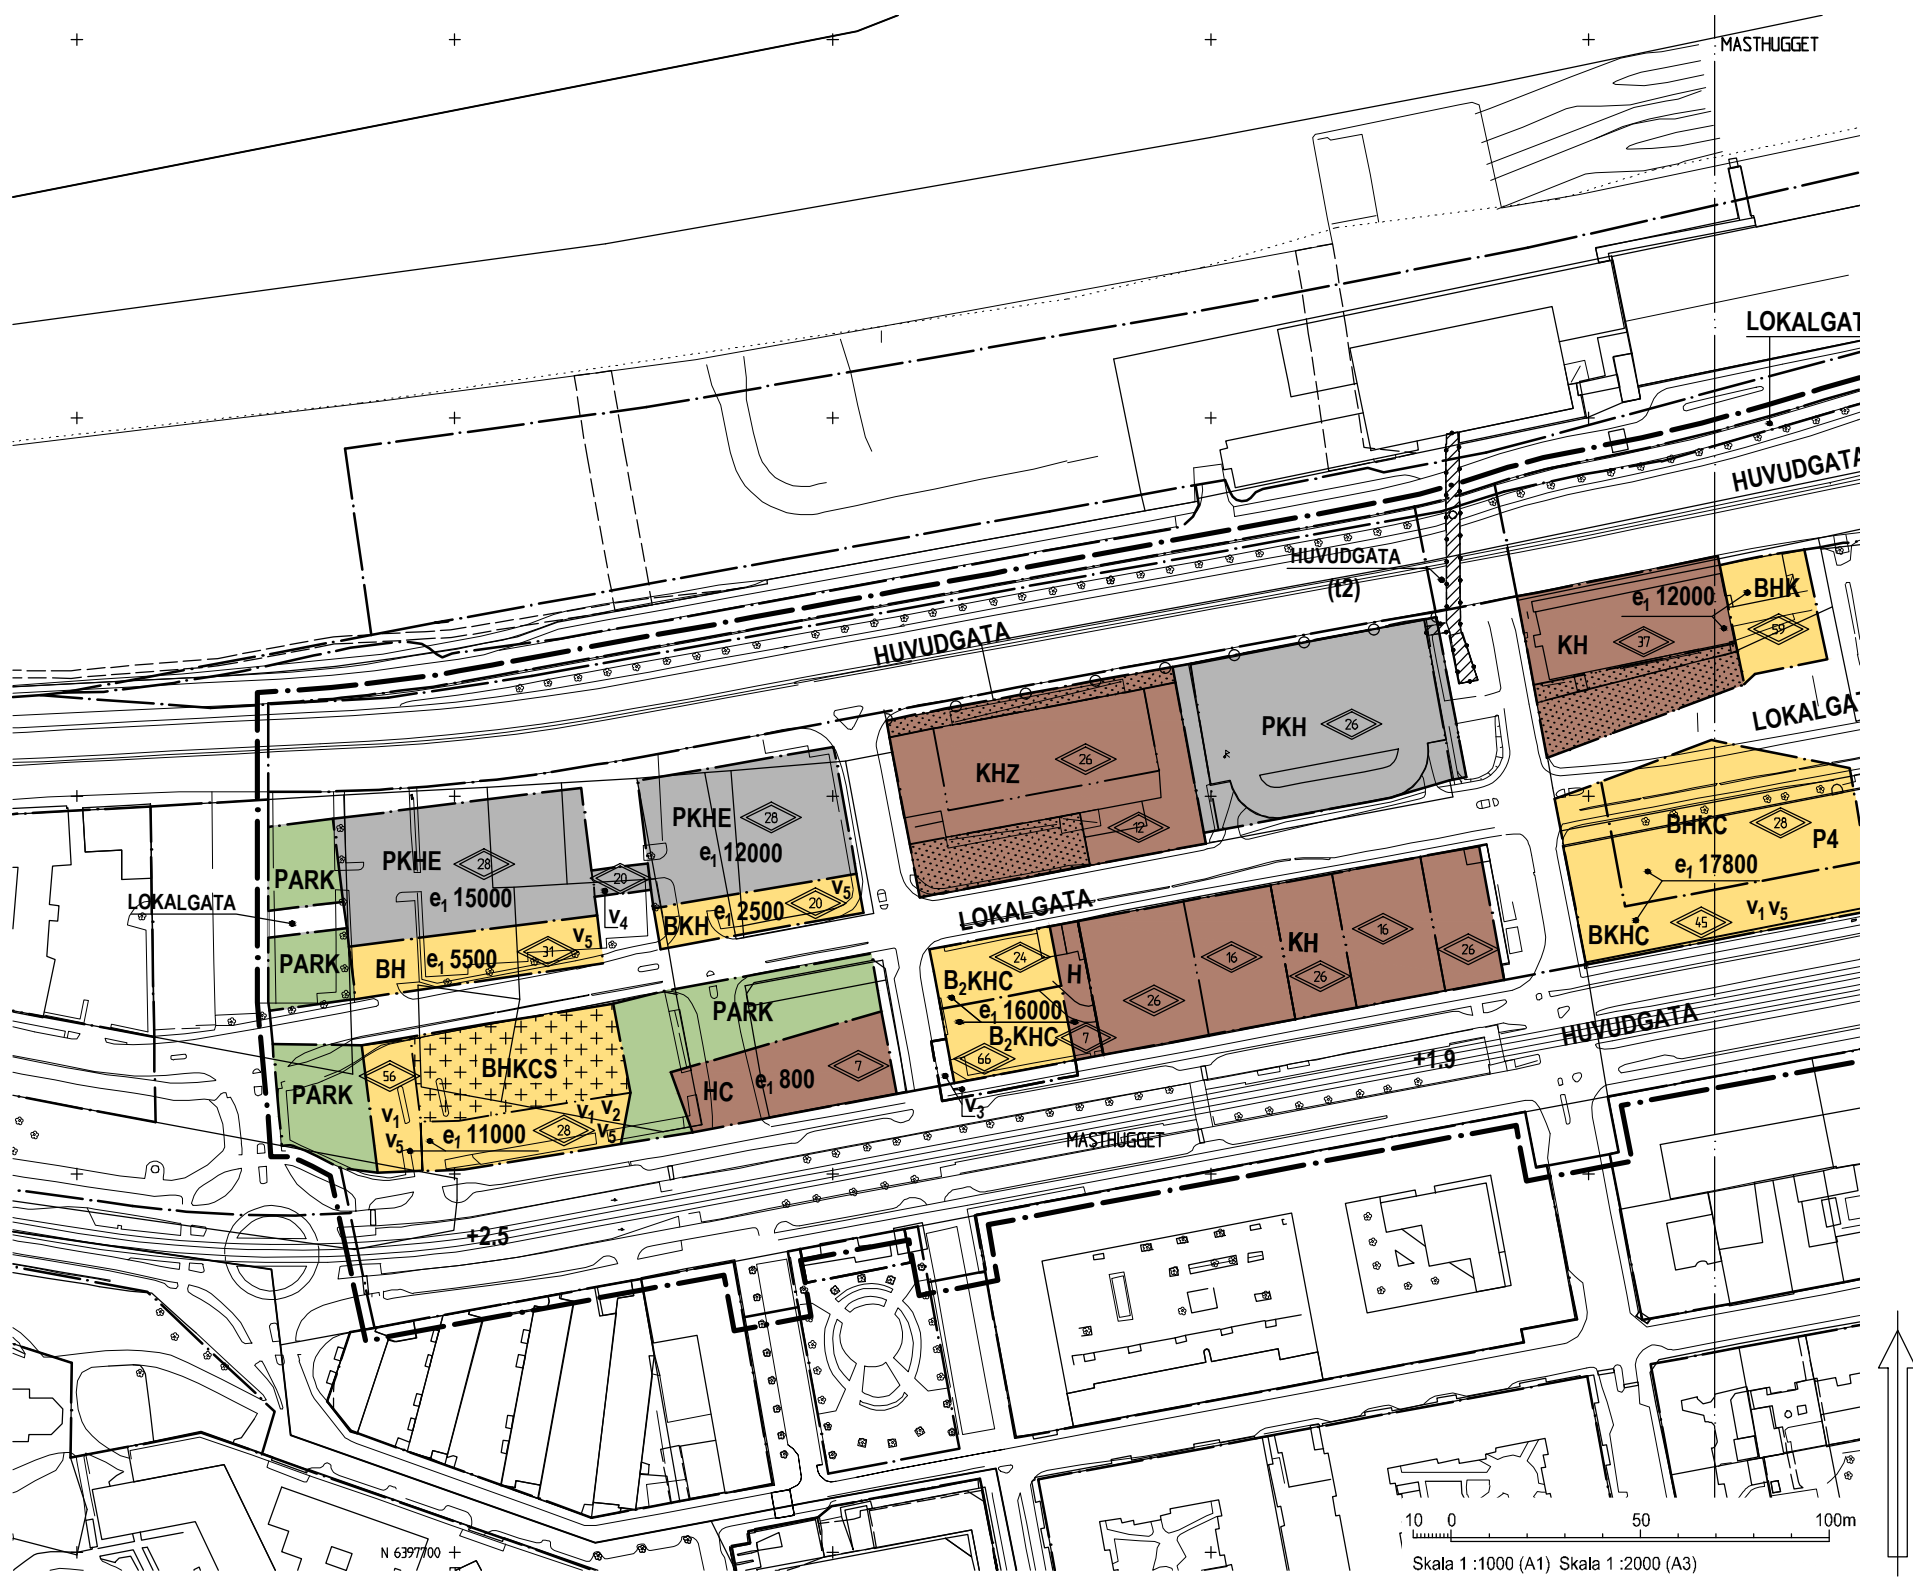 MASTHUGGET
LOKALGAT
HUVUDGATA
HUVUDGATA
(t2)
HUVUDGATA
e₁ 12000
BHK
KH
37
59
LOKALGA
PKH
26
KHZ
26
12
PKHE
28
e₁ 12000
PKHE
28
e₁ 15000
20
v₄
BKH
e₁ 2500
20
v₅
PARK
LOKALGATA
PARK
BH
e₁ 5500
31
v₅
LOKALGATA
BHKC
28
P4
e₁ 17800
v₁ v₅
BKHC
45
24
B₂KHC
H
e₁ 16000
B₂KHC
66
7
v₃
KH
16
16
26
26
26
HUVUDGATA
+1.9
PARK
HC
e₁ 800
7
PARK
56
BHKCS
v₁
v₅
e₁ 11000
28
v₁ v₂
v₅
MASTHUGGET
+2.5
N 6397700
10 0 50 100m
Skala 1 :1000 (A1) Skala 1 :2000 (A3)